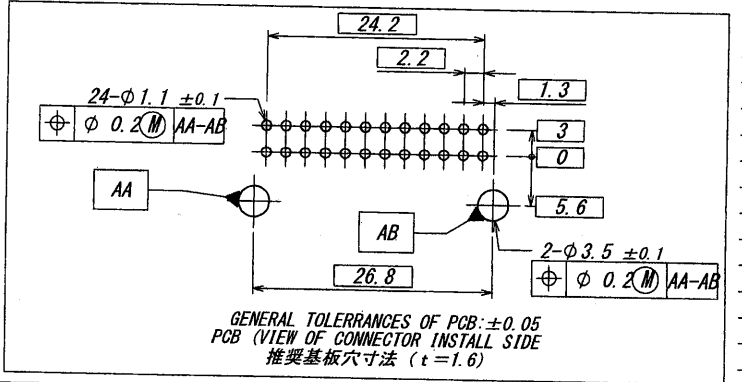 24.2
2.2
1.3
24-Φ1.1 ±0.1
⌖ Φ 0.2Ⓜ AA-AB
3
0
AA
AB
5.6
2-Φ3.5 ±0.1
⌖ Φ 0.2Ⓜ AA-AB
26.8
GENERAL TOLERRANCES OF PCB:±0.05
PCB (VIEW OF CONNECTOR INSTALL SIDE
推奨基板穴寸法 (t=1.6)